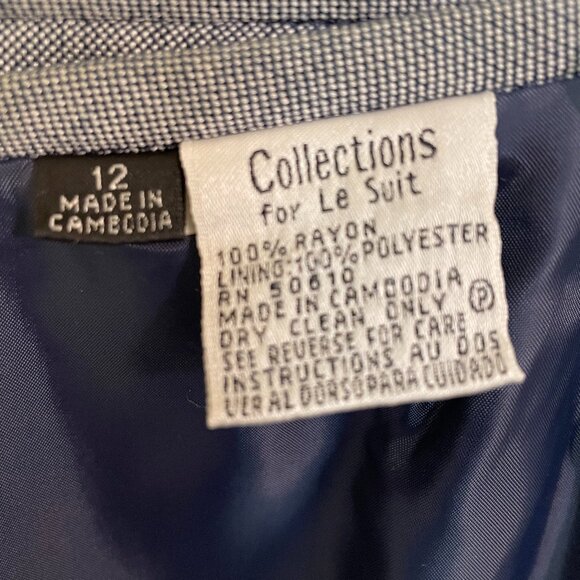 12
MADE IN
CAMBODIA
Collections
for Le Suit
100% RAYON
LINING:100% POLYESTER
RN 50610
MADE IN CAMBODIA
DRY CLEAN ONLY Ⓟ
SEE REVERSE FOR CARE
INSTRUCTIONS AU DOS
VER AL DORSO PARA CUIDADO